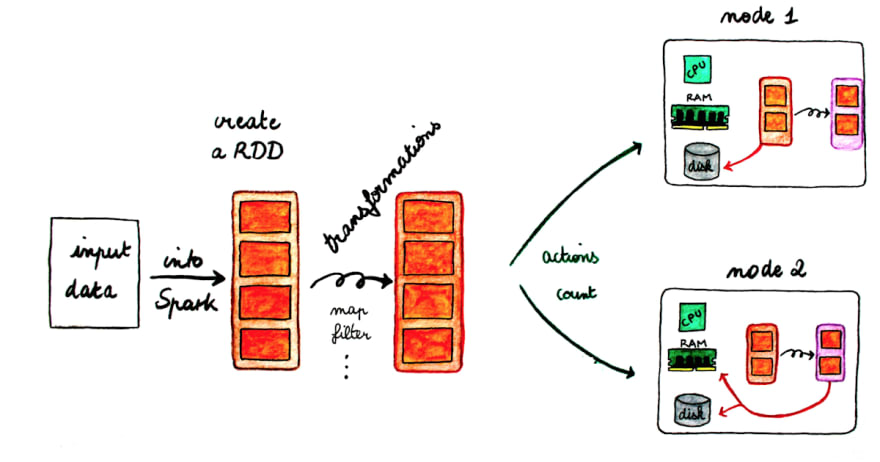 input
data
into
Spark
create
a RDD
transformations
map
filter
⋮
actions
count
node 1
CPU
RAM
disk
node 2
CPU
RAM
disk